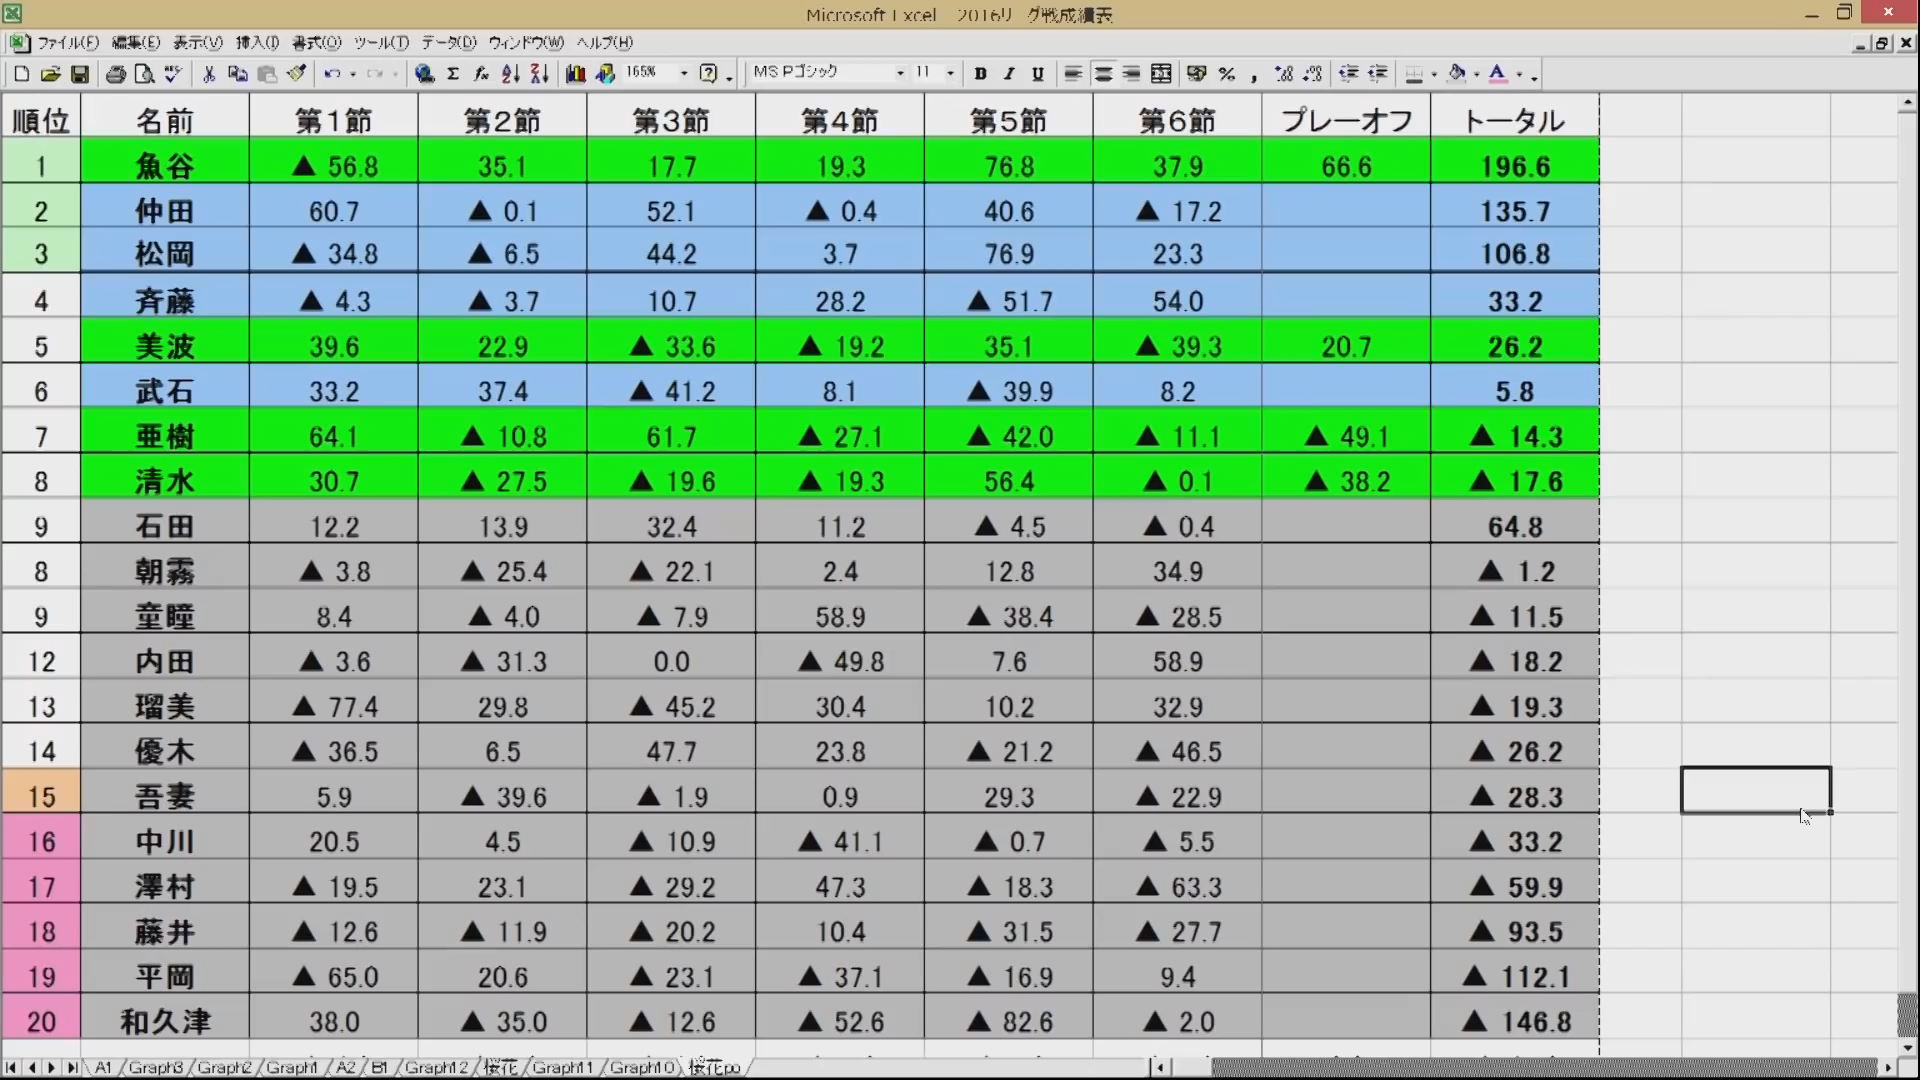 Microsoft Excel 2016リーグ戦成績表
ファイル(F) 編集(E) 表示(V) 挿入(I) 書式(O) ツール(T) データ(D) ウィンドウ(W) ヘルプ(H)
165% MS Pゴシック 11 B I U
順位 名前 第1節 第2節 第3節 第4節 第5節 第6節 プレーオフ トータル
1 魚谷 ▲ 56.8 35.1 17.7 19.3 76.8 37.9 66.6 196.6
2 仲田 60.7 ▲ 0.1 52.1 ▲ 0.4 40.6 ▲ 17.2 135.7
3 松岡 ▲ 34.8 ▲ 6.5 44.2 3.7 76.9 23.3 106.8
4 斉藤 ▲ 4.3 ▲ 3.7 10.7 28.2 ▲ 51.7 54.0 33.2
5 美波 39.6 22.9 ▲ 33.6 ▲ 19.2 35.1 ▲ 39.3 20.7 26.2
6 武石 33.2 37.4 ▲ 41.2 8.1 ▲ 39.9 8.2 5.8
7 亜樹 64.1 ▲ 10.8 61.7 ▲ 27.1 ▲ 42.0 ▲ 11.1 ▲ 49.1 ▲ 14.3
8 清水 30.7 ▲ 27.5 ▲ 19.6 ▲ 19.3 56.4 ▲ 0.1 ▲ 38.2 ▲ 17.6
9 石田 12.2 13.9 32.4 11.2 ▲ 4.5 ▲ 0.4 64.8
8 朝霧 ▲ 3.8 ▲ 25.4 ▲ 22.1 2.4 12.8 34.9 ▲ 1.2
9 童瞳 8.4 ▲ 4.0 ▲ 7.9 58.9 ▲ 38.4 ▲ 28.5 ▲ 11.5
12 内田 ▲ 3.6 ▲ 31.3 0.0 ▲ 49.8 7.6 58.9 ▲ 18.2
13 瑠美 ▲ 77.4 29.8 ▲ 45.2 30.4 10.2 32.9 ▲ 19.3
14 優木 ▲ 36.5 6.5 47.7 23.8 ▲ 21.2 ▲ 46.5 ▲ 26.2
15 吾妻 5.9 ▲ 39.6 ▲ 1.9 0.9 29.3 ▲ 22.9 ▲ 28.3
16 中川 20.5 4.5 ▲ 10.9 ▲ 41.1 ▲ 0.7 ▲ 5.5 ▲ 33.2
17 澤村 ▲ 19.5 23.1 ▲ 29.2 47.3 ▲ 18.3 ▲ 63.3 ▲ 59.9
18 藤井 ▲ 12.6 ▲ 11.9 ▲ 20.2 10.4 ▲ 31.5 ▲ 27.7 ▲ 93.5
19 平岡 ▲ 65.0 20.6 ▲ 23.1 ▲ 37.1 ▲ 16.9 9.4 ▲ 112.1
20 和久津 38.0 ▲ 35.0 ▲ 12.6 ▲ 52.6 ▲ 82.6 ▲ 2.0 ▲ 146.8
A1 Graph3 Graph2 Graph1 A2 B1 Graph12 桜花 Graph11 Graph10 桜花po